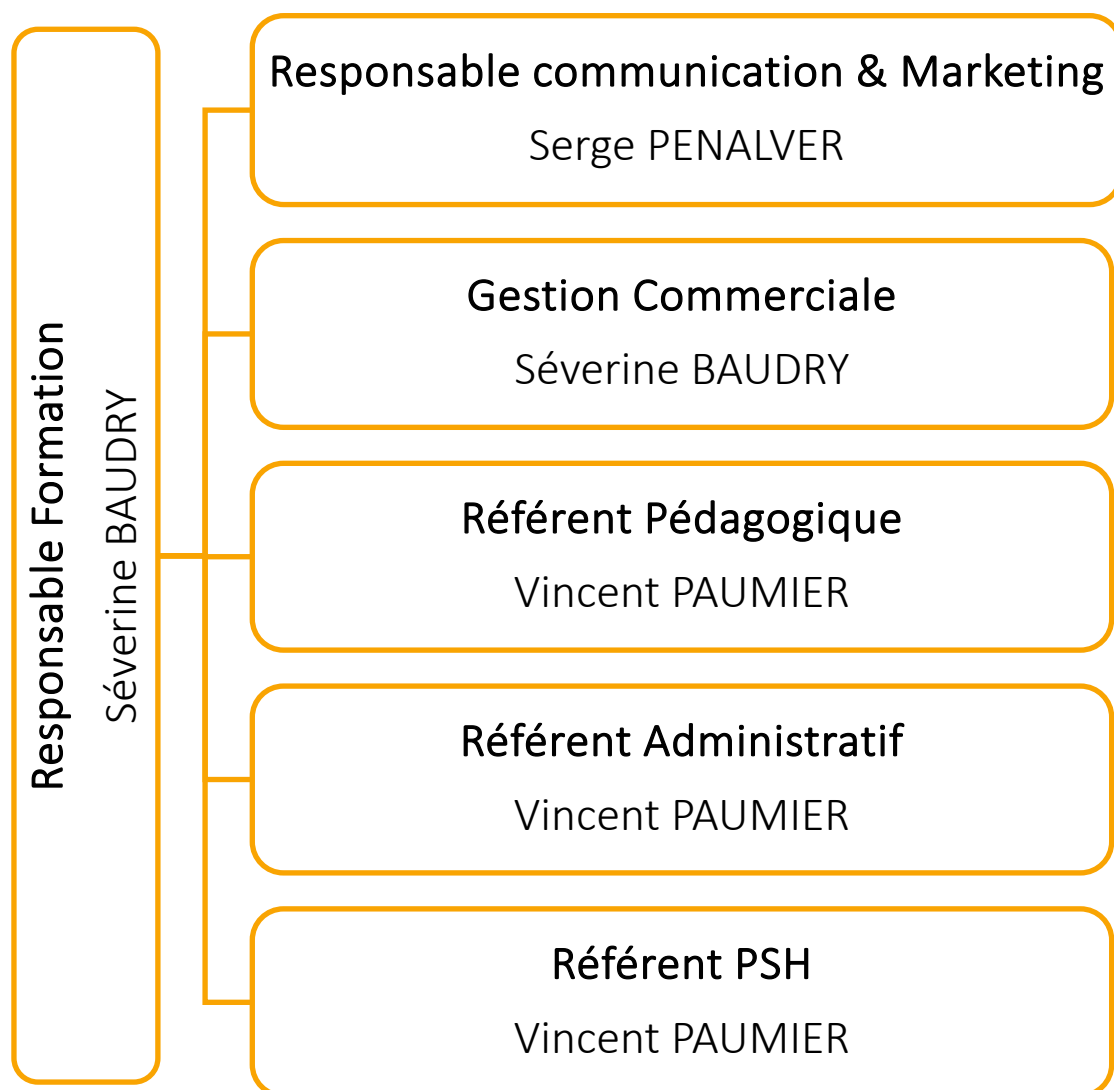 Responsable Formation
Séverine BAUDRY
Responsable communication & Marketing
Serge PENALVER
Gestion Commerciale
Séverine BAUDRY
Référent Pédagogique
Vincent PAUMIER
Référent Administratif
Vincent PAUMIER
Référent PSH
Vincent PAUMIER